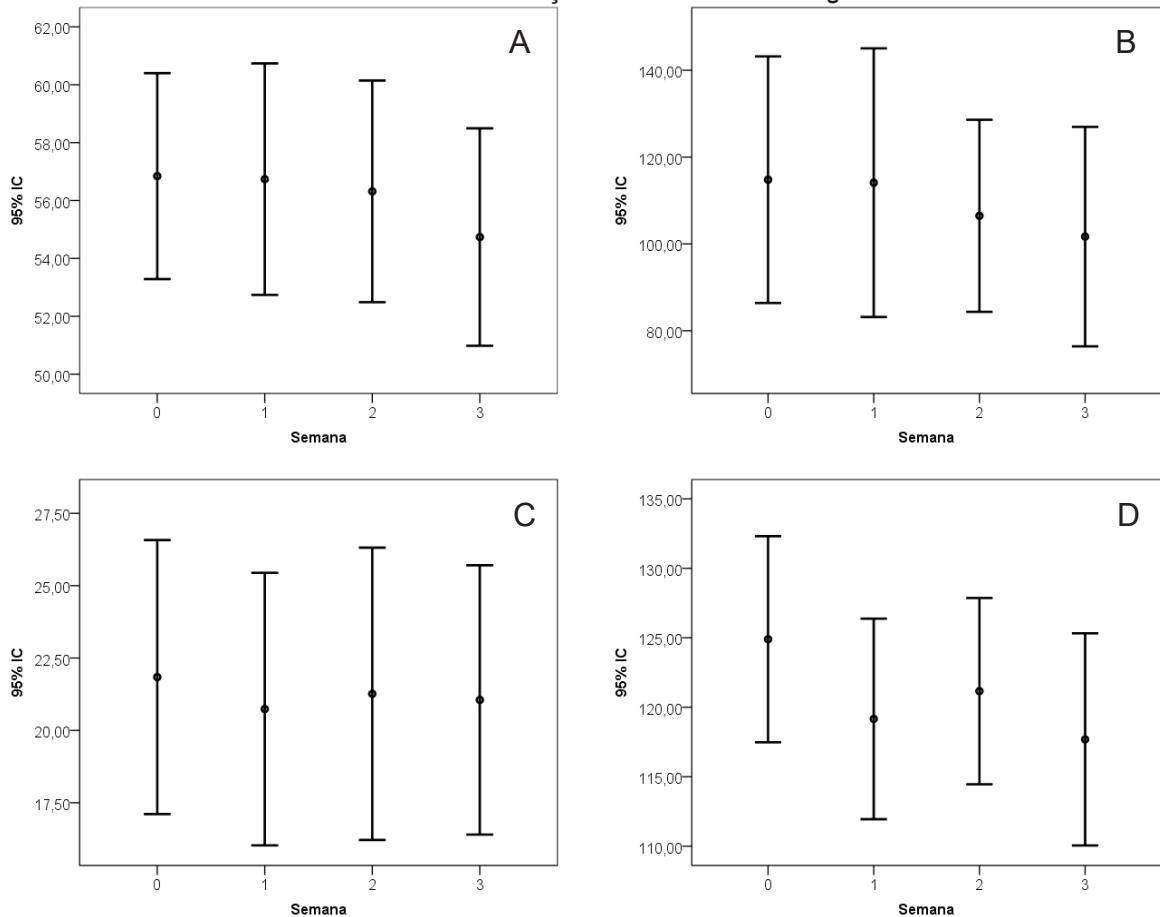 A
62,00
60,00
58,00
56,00
54,00
52,00
50,00
95% IC
0 1 2 3
Semana
B
140,00
120,00
100,00
80,00
95% IC
0 1 2 3
Semana
C
27,50
25,00
22,50
20,00
17,50
95% IC
0 1 2 3
Semana
D
135,00
130,00
125,00
120,00
115,00
110,00
95% IC
0 1 2 3
Semana